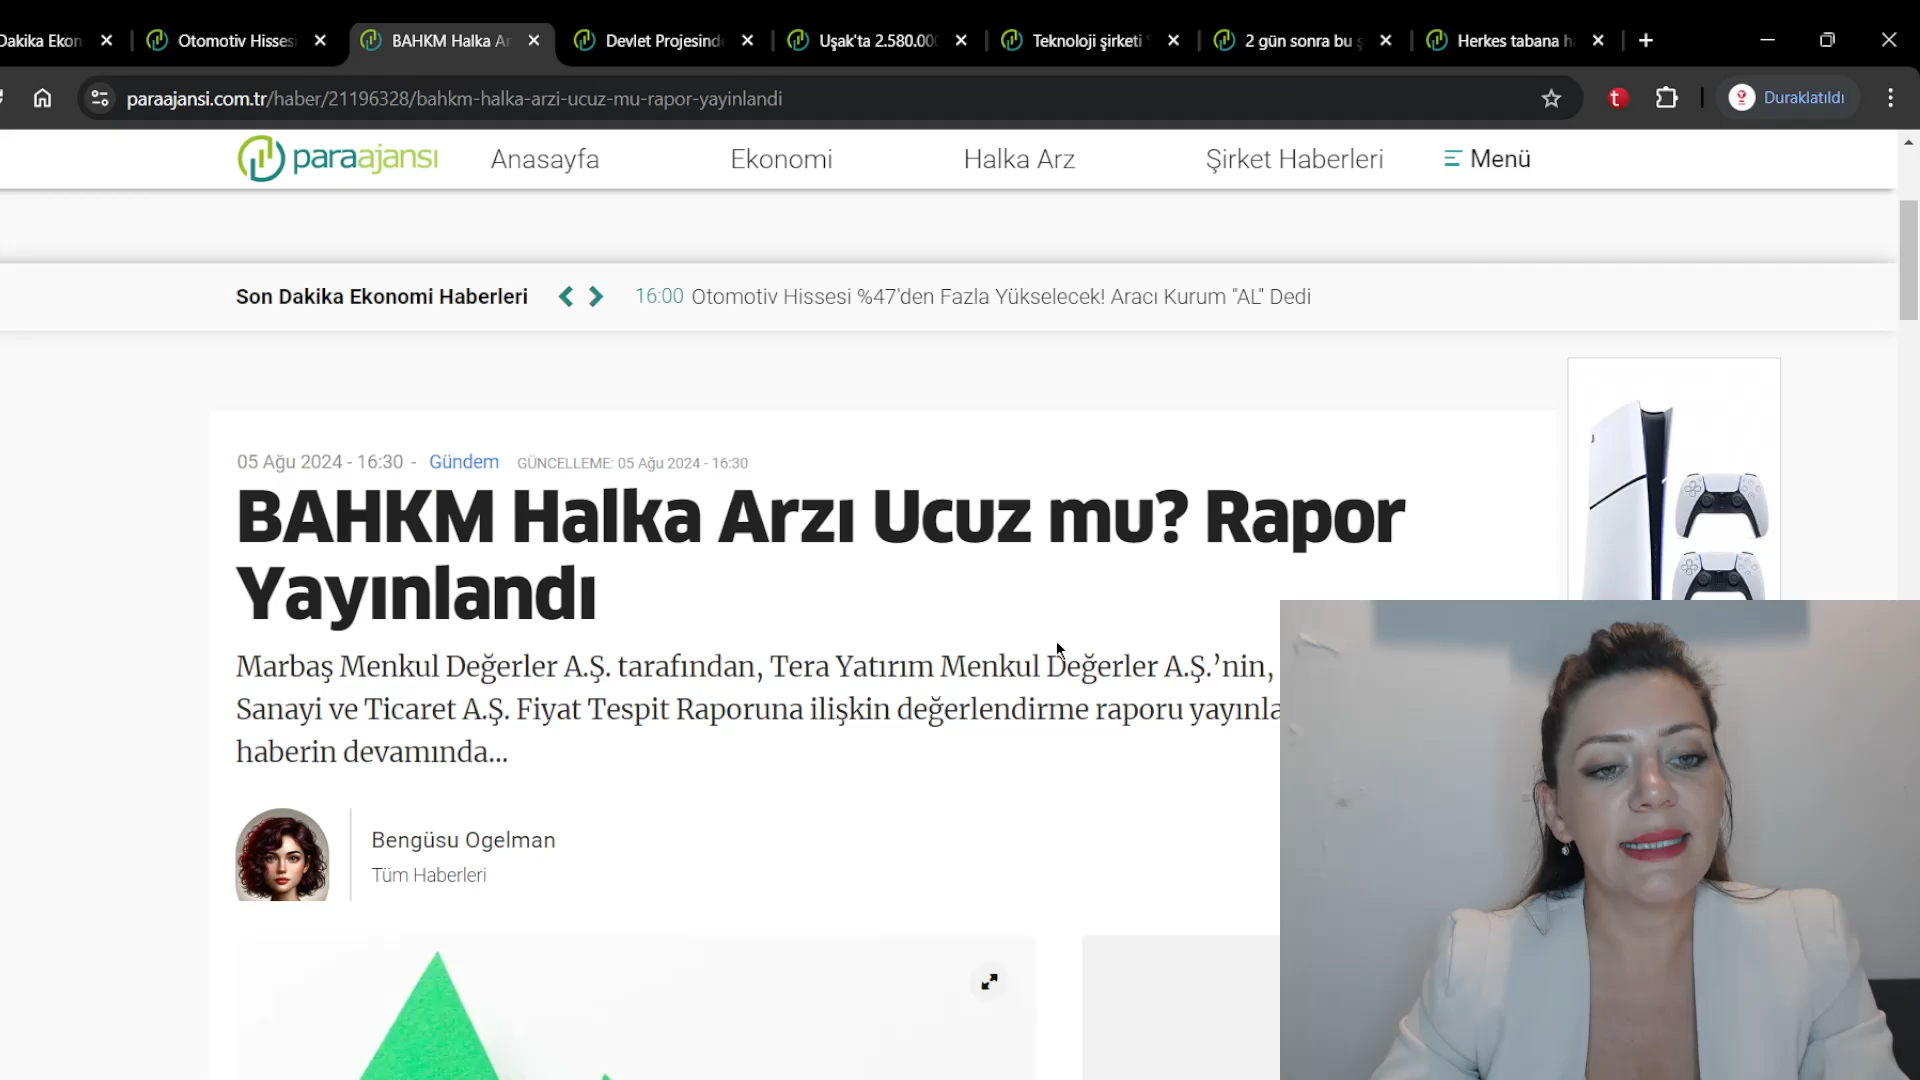 Dakika Ekon
Otomotiv Hisses
BAHKM Halka Ar
Devlet Projesind
Uşak'ta 2.580.00
Teknoloji şirketi
2 gün sonra bu ş
Herkes tabana h
paraajansi.com.tr/haber/21196328/bahkm-halka-arzi-ucuz-mu-rapor-yayinlandi
t
Duraklatıldı
paraajansı
Anasayfa
Ekonomi
Halka Arz
Şirket Haberleri
Menü
Son Dakika Ekonomi Haberleri
16:00 Otomotiv Hissesi %47'den Fazla Yükselecek! Aracı Kurum "AL" Dedi
05 Ağu 2024 - 16:30 - Gündem GÜNCELLEME: 05 Ağu 2024 - 16:30
BAHKM Halka Arzı Ucuz mu? Rapor
Yayınlandı
Marbaş Menkul Değerler A.Ş. tarafından, Tera Yatırım Menkul Değerler A.Ş.’nin,
Sanayi ve Ticaret A.Ş. Fiyat Tespit Raporuna ilişkin değerlendirme raporu yayınla
haberin devamında...
Bengüsu Ogelman
Tüm Haberleri